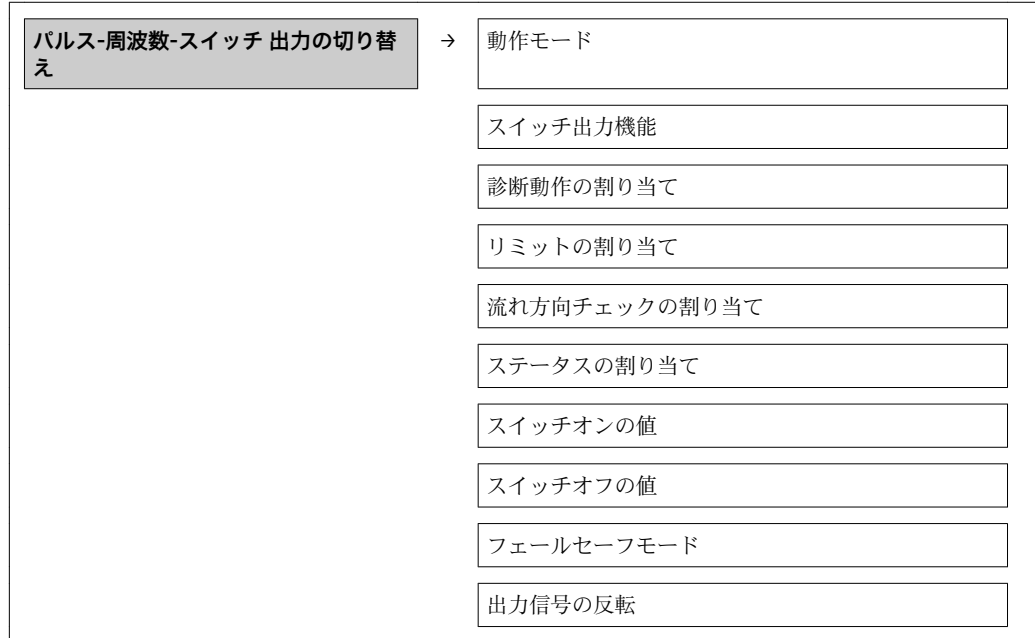 パルス-周波数-スイッチ 出力の切り替
え
→
動作モード
スイッチ出力機能
診断動作の割り当て
リミットの割り当て
流れ方向チェックの割り当て
ステータスの割り当て
スイッチオンの値
スイッチオフの値
フェールセーフモード
出力信号の反転